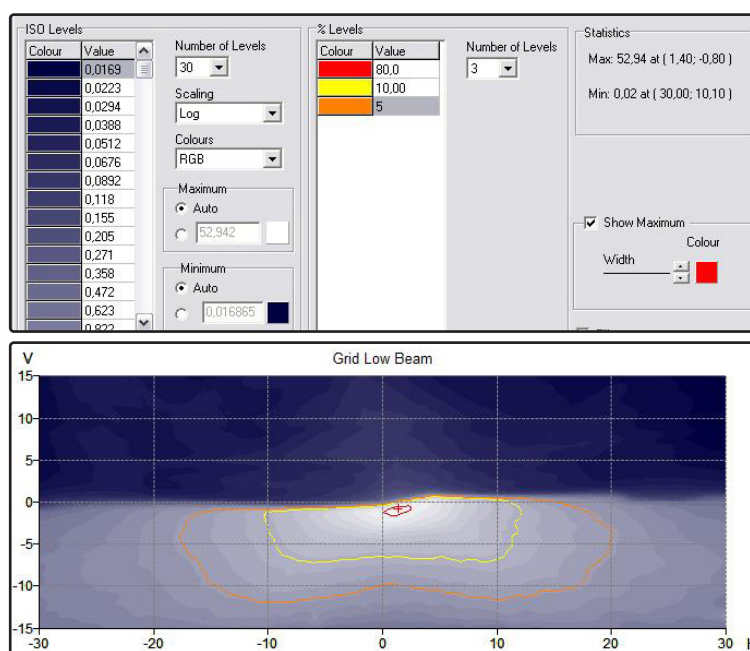 ISO Levels
Colour Value
0,0169
0,0223
0,0294
0,0388
0,0512
0,0676
0,0892
0,118
0,155
0,205
0,271
0,358
0,472
0,623
0,822
Number of Levels
30
Scaling
Log
Colours
RGB
Maximum
Auto
52,942
Minimum
Auto
0,016865
% Levels
Colour Value
80,0
10,00
5
Number of Levels
3
Statistics
Max: 52,94 at ( 1,40; -0,80 )
Min: 0,02 at ( 30,00; 10,10 )
Show Maximum
Colour
Width
V
Grid Low Beam
15
10
5
0
-5
-10
-15
-30 -20 -10 0 10 20 30